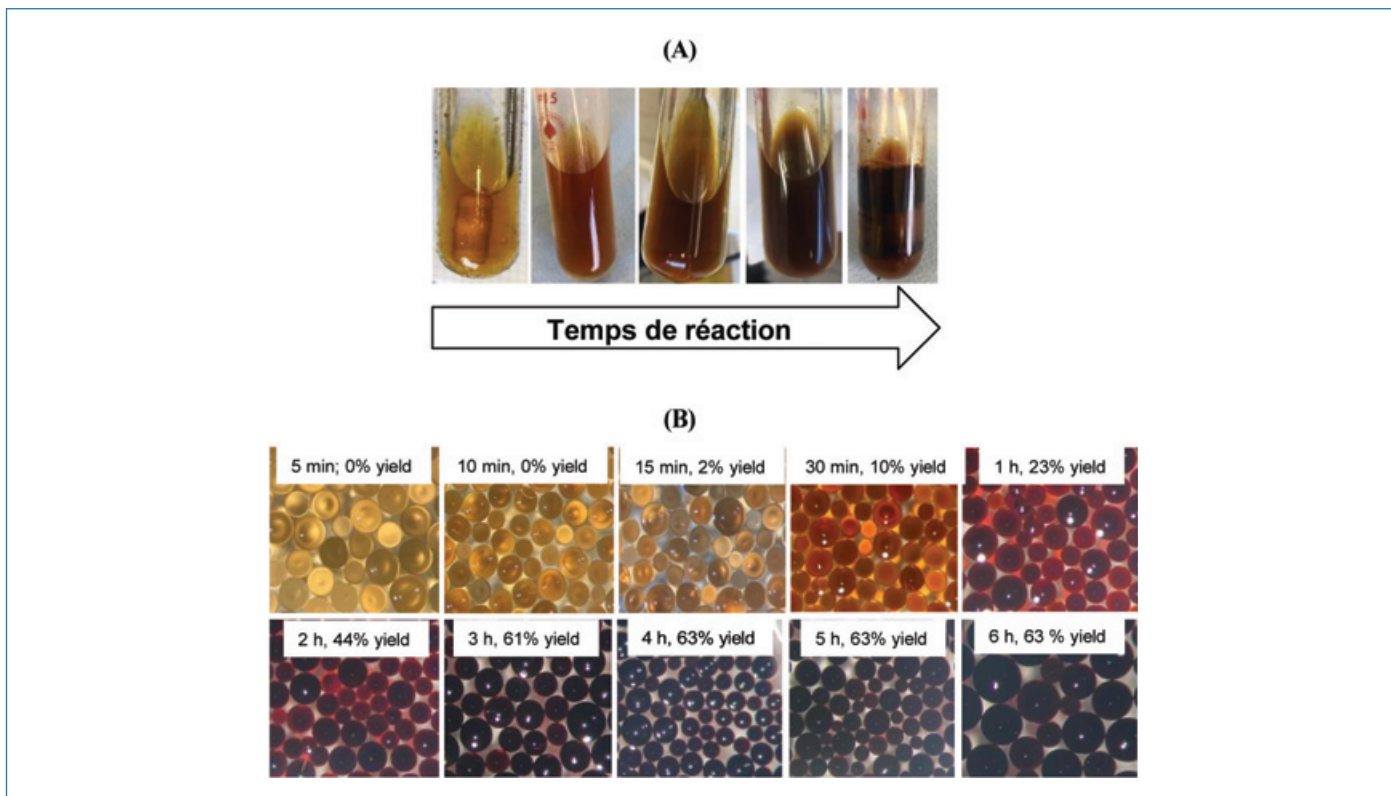 (A)
#15
Temps de réaction
(B)
5 min; 0% yield
10 min, 0% yield
15 min, 2% yield
30 min, 10% yield
1 h, 23% yield
2 h, 44% yield
3 h, 61% yield
4 h, 63% yield
5 h, 63% yield
6 h, 63 % yield